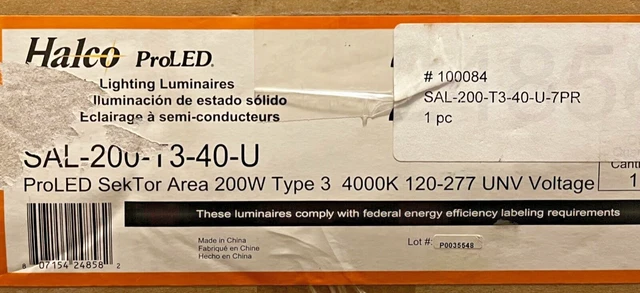 Halco ProLED.
Lighting Luminaires
Iluminación de estado sólido
Eclairage à semi-conducteurs
# 100084
SAL-200-T3-40-U-7PR
1 pc
SAL-200-T3-40-U
ProLED SekTor Area 200W Type 3 4000K 120-277 UNV Voltage
1
These luminaires comply with federal energy efficiency labeling requirements
Made in China
Fabriqué en Chine
Hecho en China
Lot #: P0035548
8 07154 24858 2